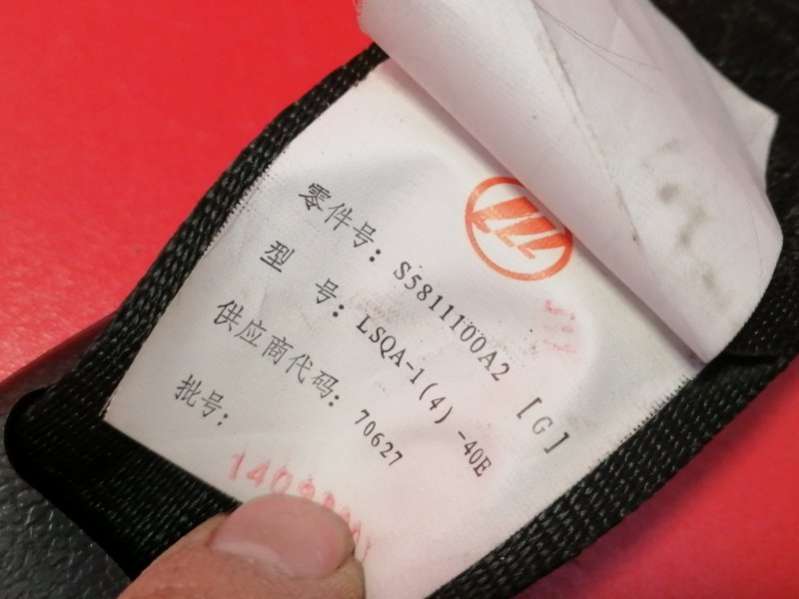 零件号：S5811100A2 [G]
型 号：LSQA-1(4)-40E
供应商代码：70627
批号：